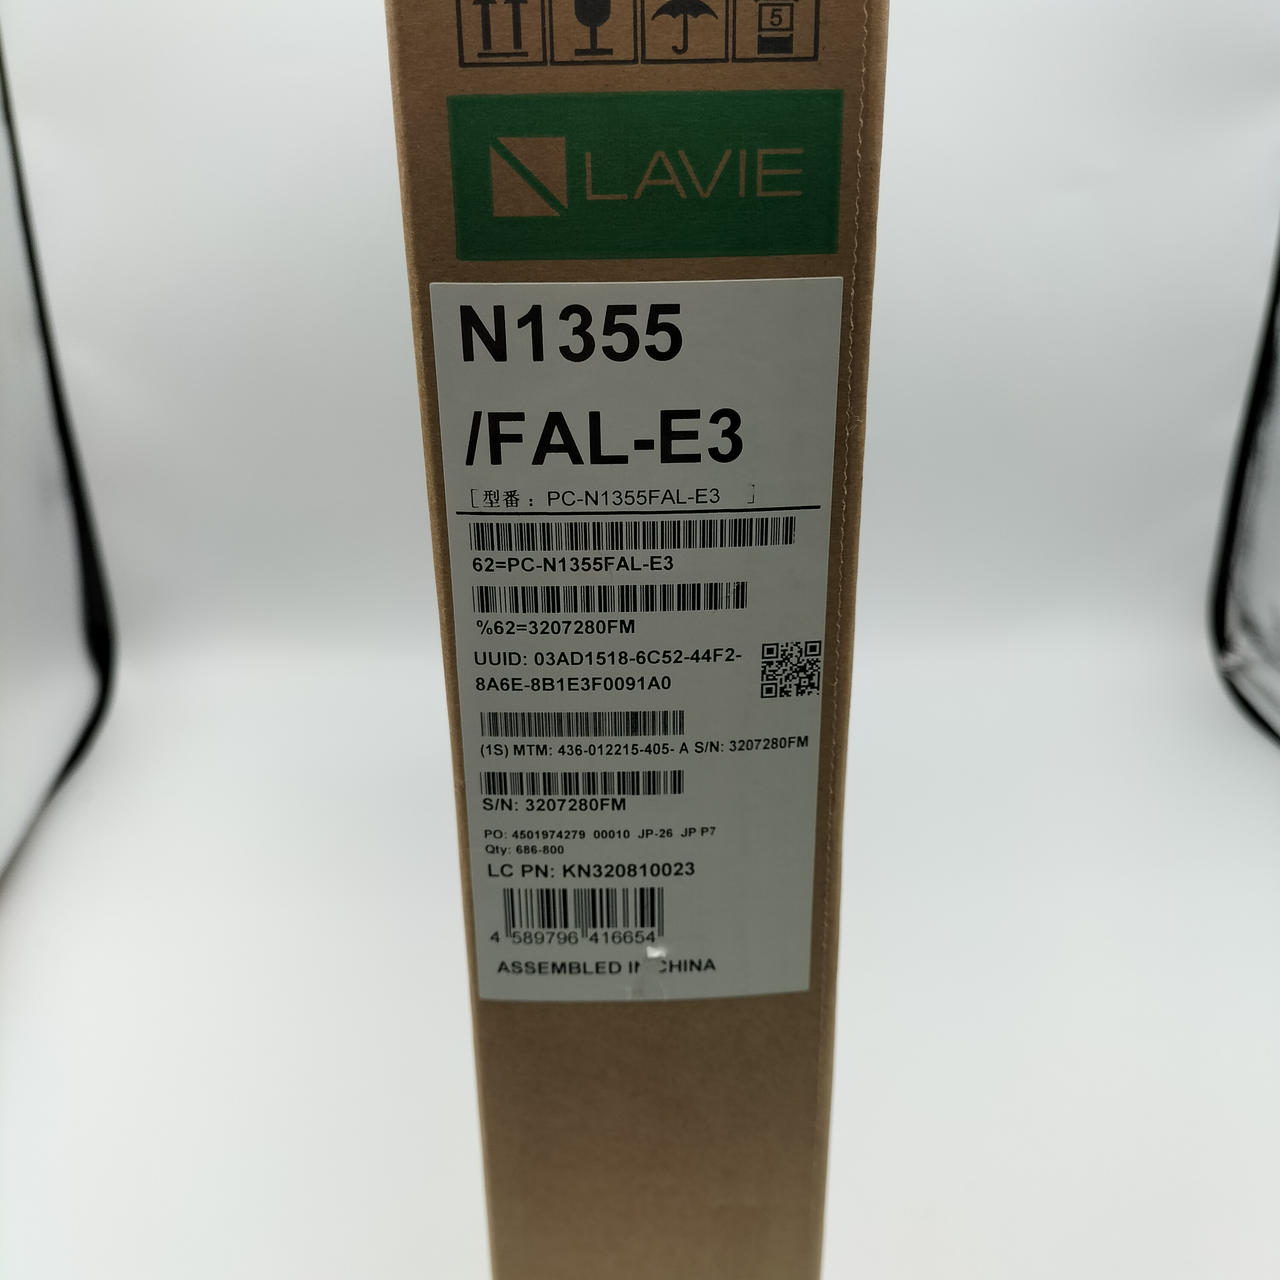 5
LAVIE
N1355
/FAL-E3
[型番： PC-N1355FAL-E3 ]
62=PC-N1355FAL-E3
%62=3207280FM
UUID: 03AD1518-6C52-44F2-
8A6E-8B1E3F0091A0
(1S) MTM: 436-012215-405- A S/N: 3207280FM
S/N: 3207280FM
PO: 4501974279 00010 JP-26 JP P7
Qty: 686-800
LC PN: KN320810023
4 589796 416654
ASSEMBLED IN CHINA